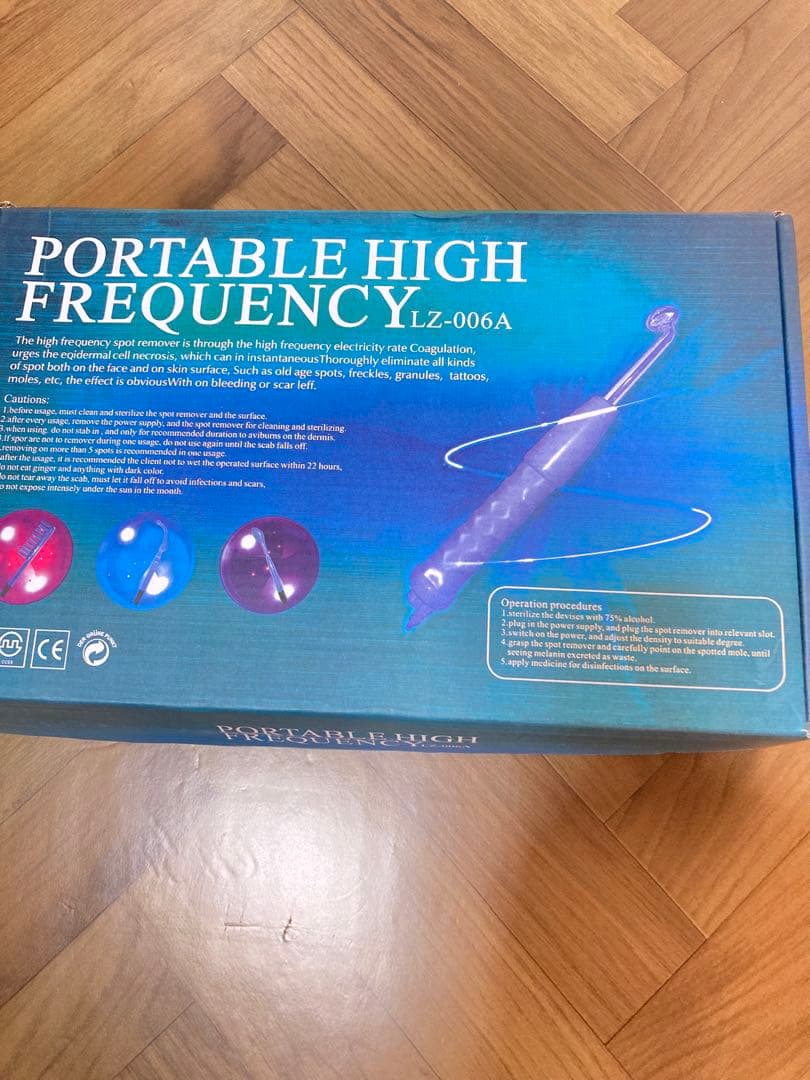 PORTABLE HIGH
FREQUENCY LZ-006A
The high frequency spot remover is through the high frequency electricity rate Coagulation,
urges the eqidermal cell necrosis, which can in instantaneousThoroughly eliminate all kinds
of spot both on the face and on skin surface, Such as old age spots, freckles, granules, tattoos,
moles, etc, the effect is obviousWith on bleeding or scar leff.
Cautions:
1.before usage, must clean and sterilize the spot remover and the surface.
2.after every usage, remove the power supply, and the spot remover for cleaning and sterilizing.
3.when using, do not stab in, and only for recommended duration to aviburns on the dermis.
.If spor are not to remover during one usage, do not use again until the scab falls off.
.removing on more than 5 spots is recommended in one usage.
after the usage, it is recommended the client not to wet the operated surface within 22 hours,
o not eat ginger and anything with dark color.
o not tear away the scab, must let it fall off to avoid infections and scars,
o not expose intensely under the sun in the month.
Operation procedures
1.sterilize the devises with 75% alcohol.
2.plug in the power supply, and plug the spot remover into relevant slot.
3.switch on the power, and adjust the density to suitable degree.
4.grasp the spot remover and carefully point on the spotted mole, until
seeing melanin excreted as waste.
5.apply medicine for disinfections on the surface.
CE
DER GRÜNE PUNKT
PORTABLE HIGH
FREQUENCY LZ-006A